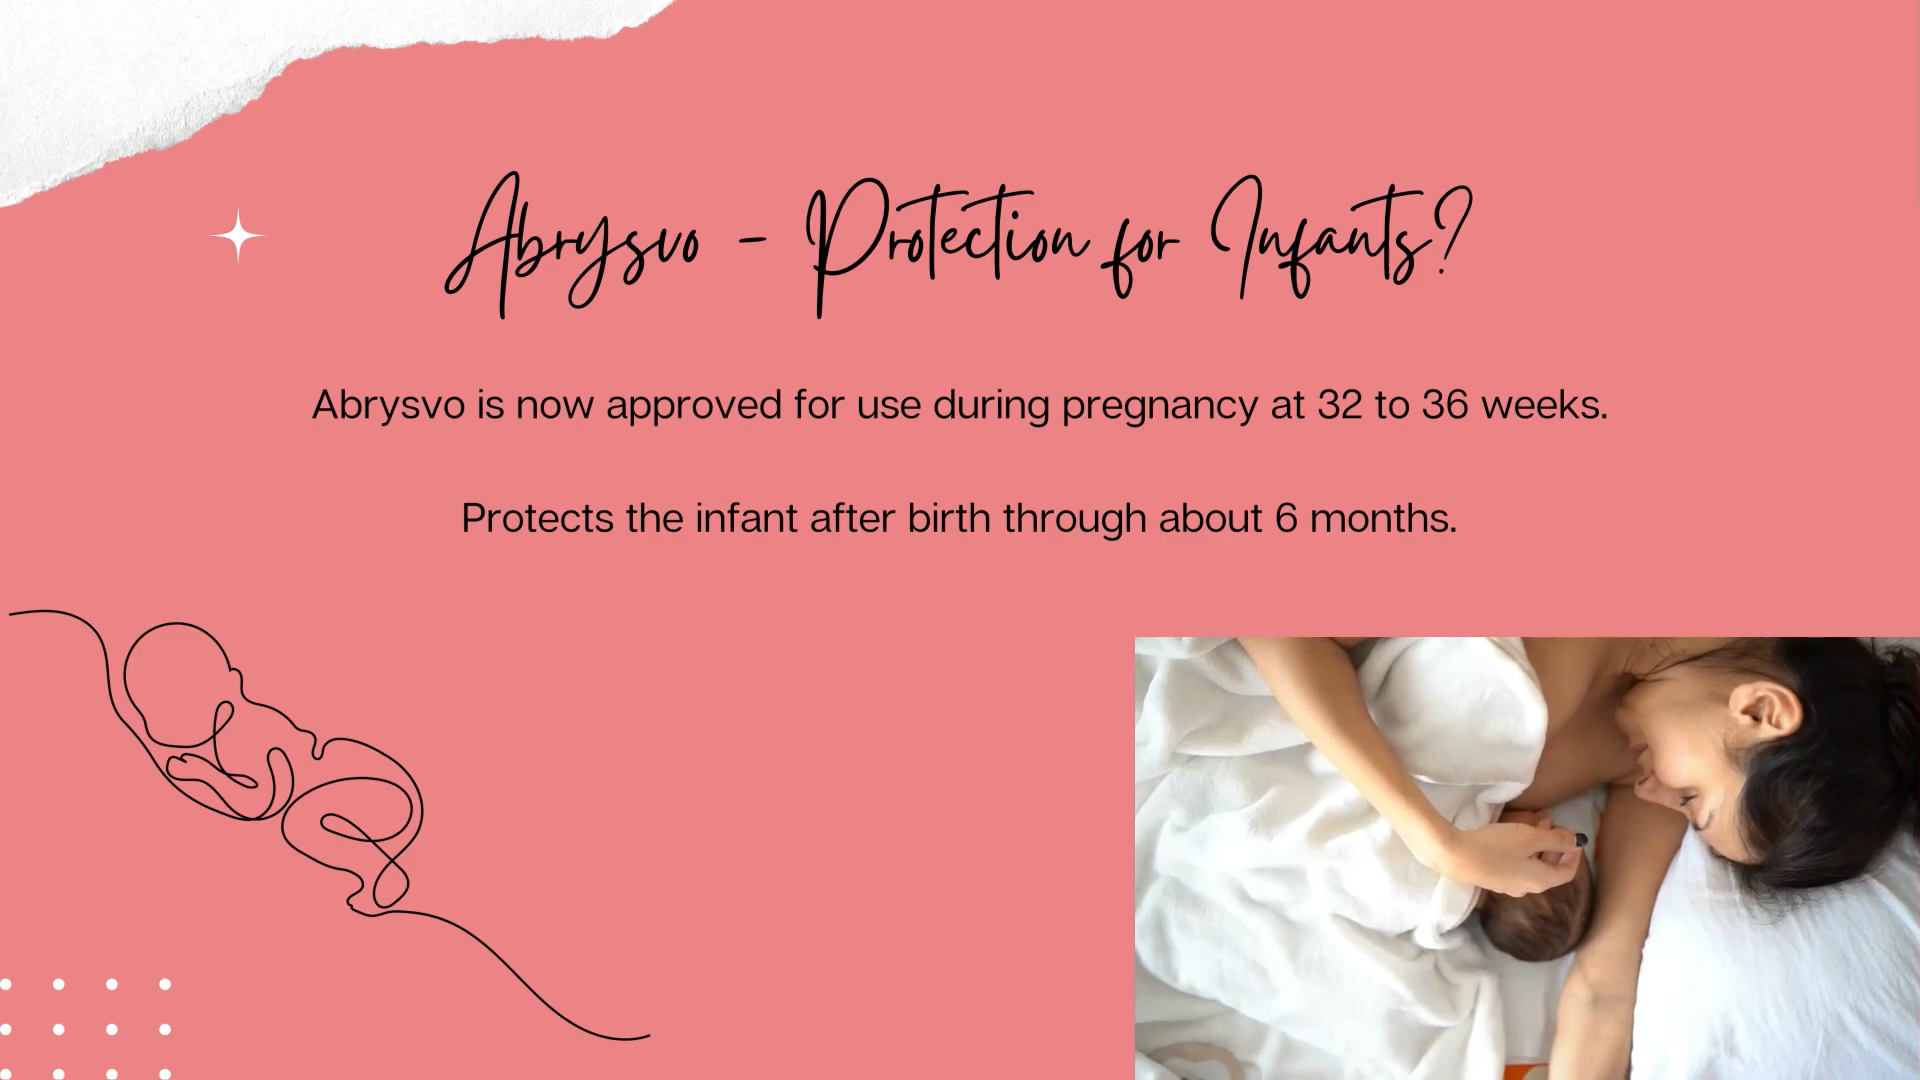 Abrysvo - Protection for Infants?
Abrysvo is now approved for use during pregnancy at 32 to 36 weeks.
Protects the infant after birth through about 6 months.